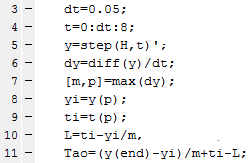 3 – dt=0.05;
4 – t=0:dt:8;
5 – y=step(H,t)';
6 – dy=diff(y)/dt;
7 – [m,p]=max(dy);
8 – yi=y(p);
9 – ti=t(p);
10 – L=ti-yi/m,
11 – Tao=(y(end)-yi)/m+ti-L;